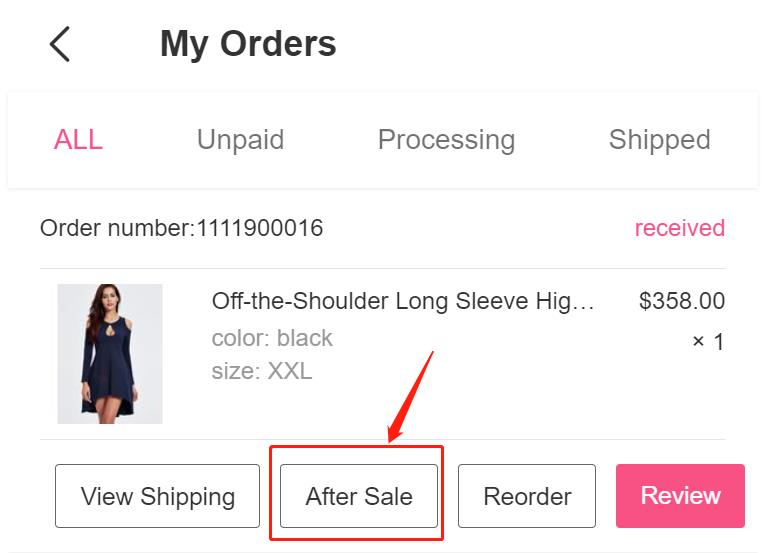 My Orders
ALL Unpaid Processing Shipped
Order number:1111900016 received
Off-the-Shoulder Long Sleeve Hig... $358.00
color: black × 1
size: XXL
View Shipping After Sale Reorder Review